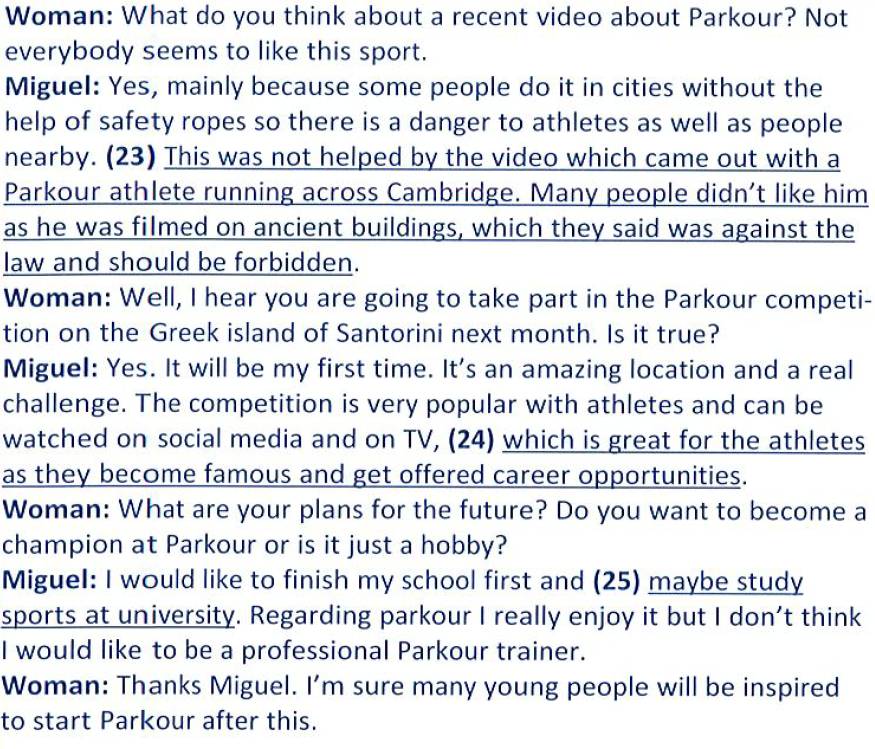 Woman: What do you think about a recent video about Parkour? Not
everybody seems to like this sport.
Miguel: Yes, mainly because some people do it in cities without the
help of safety ropes so there is a danger to athletes as well as people
nearby. (23) This was not helped by the video which came out with a
Parkour athlete running across Cambridge. Many people didn't like him
as he was filmed on ancient buildings, which they said was against the
law and should be forbidden.
Woman: Well, I hear you are going to take part in the Parkour competi-
tion on the Greek island of Santorini next month. Is it true?
Miguel: Yes. It will be my first time. It's an amazing location and a real
challenge. The competition is very popular with athletes and can be
watched on social media and on TV, (24) which is great for the athletes
as they become famous and get offered career opportunities.
Woman: What are your plans for the future? Do you want to become a
champion at Parkour or is it just a hobby?
Miguel: I would like to finish my school first and (25) maybe study
sports at university. Regarding parkour I really enjoy it but I don't think
I would like to be a professional Parkour trainer.
Woman: Thanks Miguel. I'm sure many young people will be inspired
to start Parkour after this.